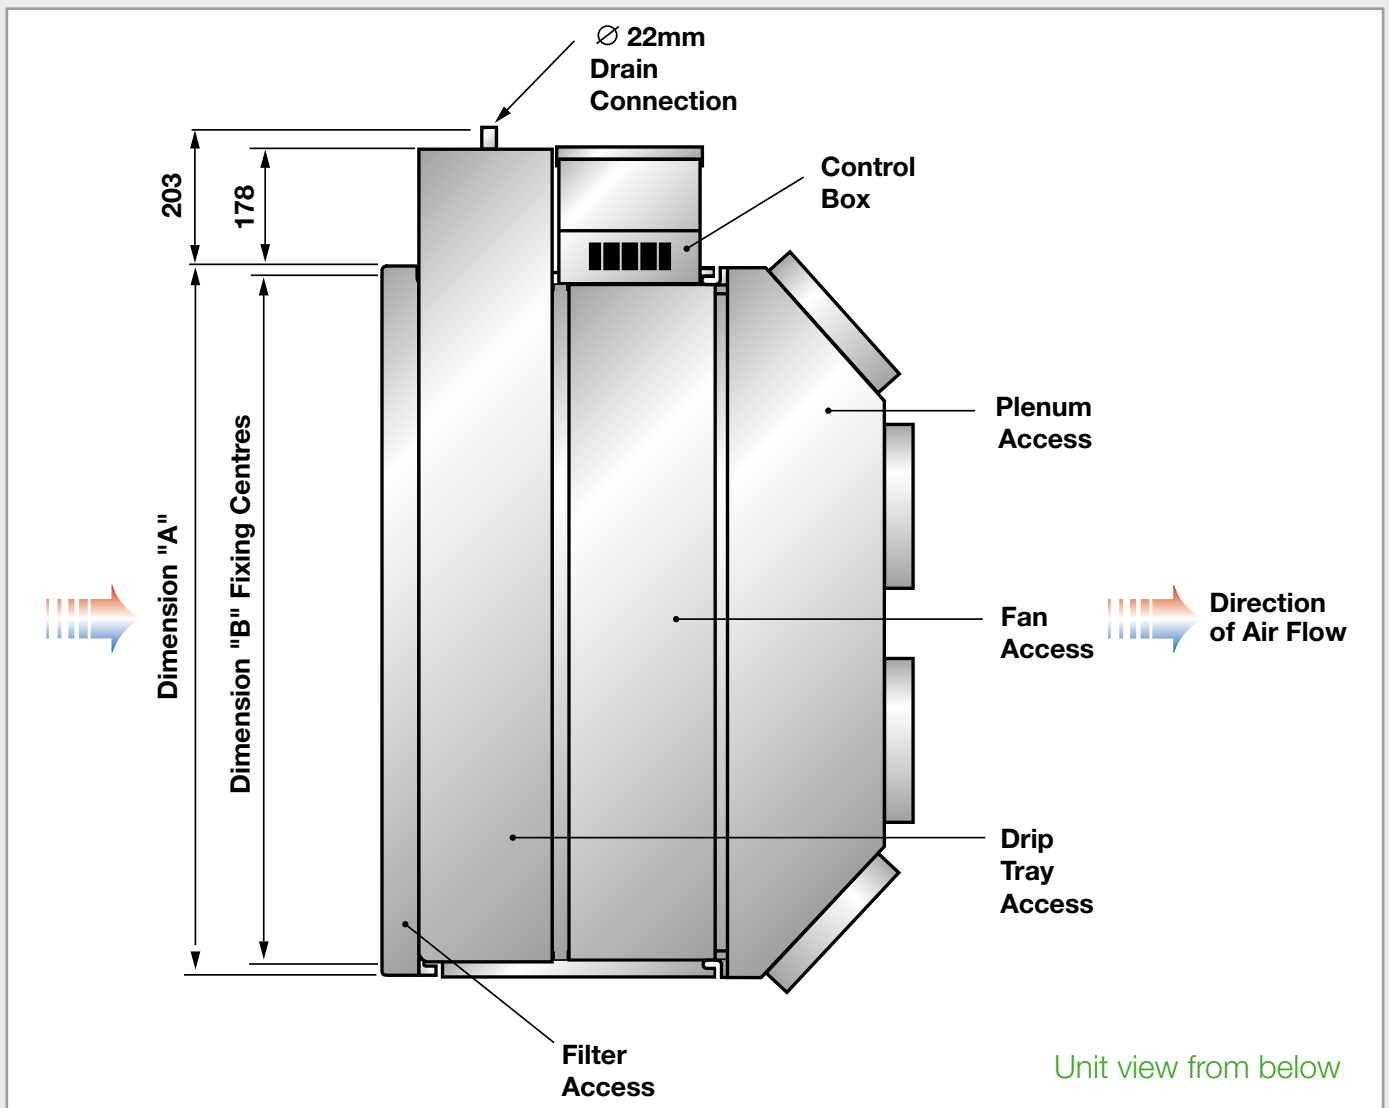 ∅ 22mm
Drain
Connection
Control
Box
203
178
Plenum
Access
Dimension "A"
Dimension "B" Fixing Centres
Fan
Access
Direction
of Air Flow
Drip
Tray
Access
Filter
Access
Unit view from below